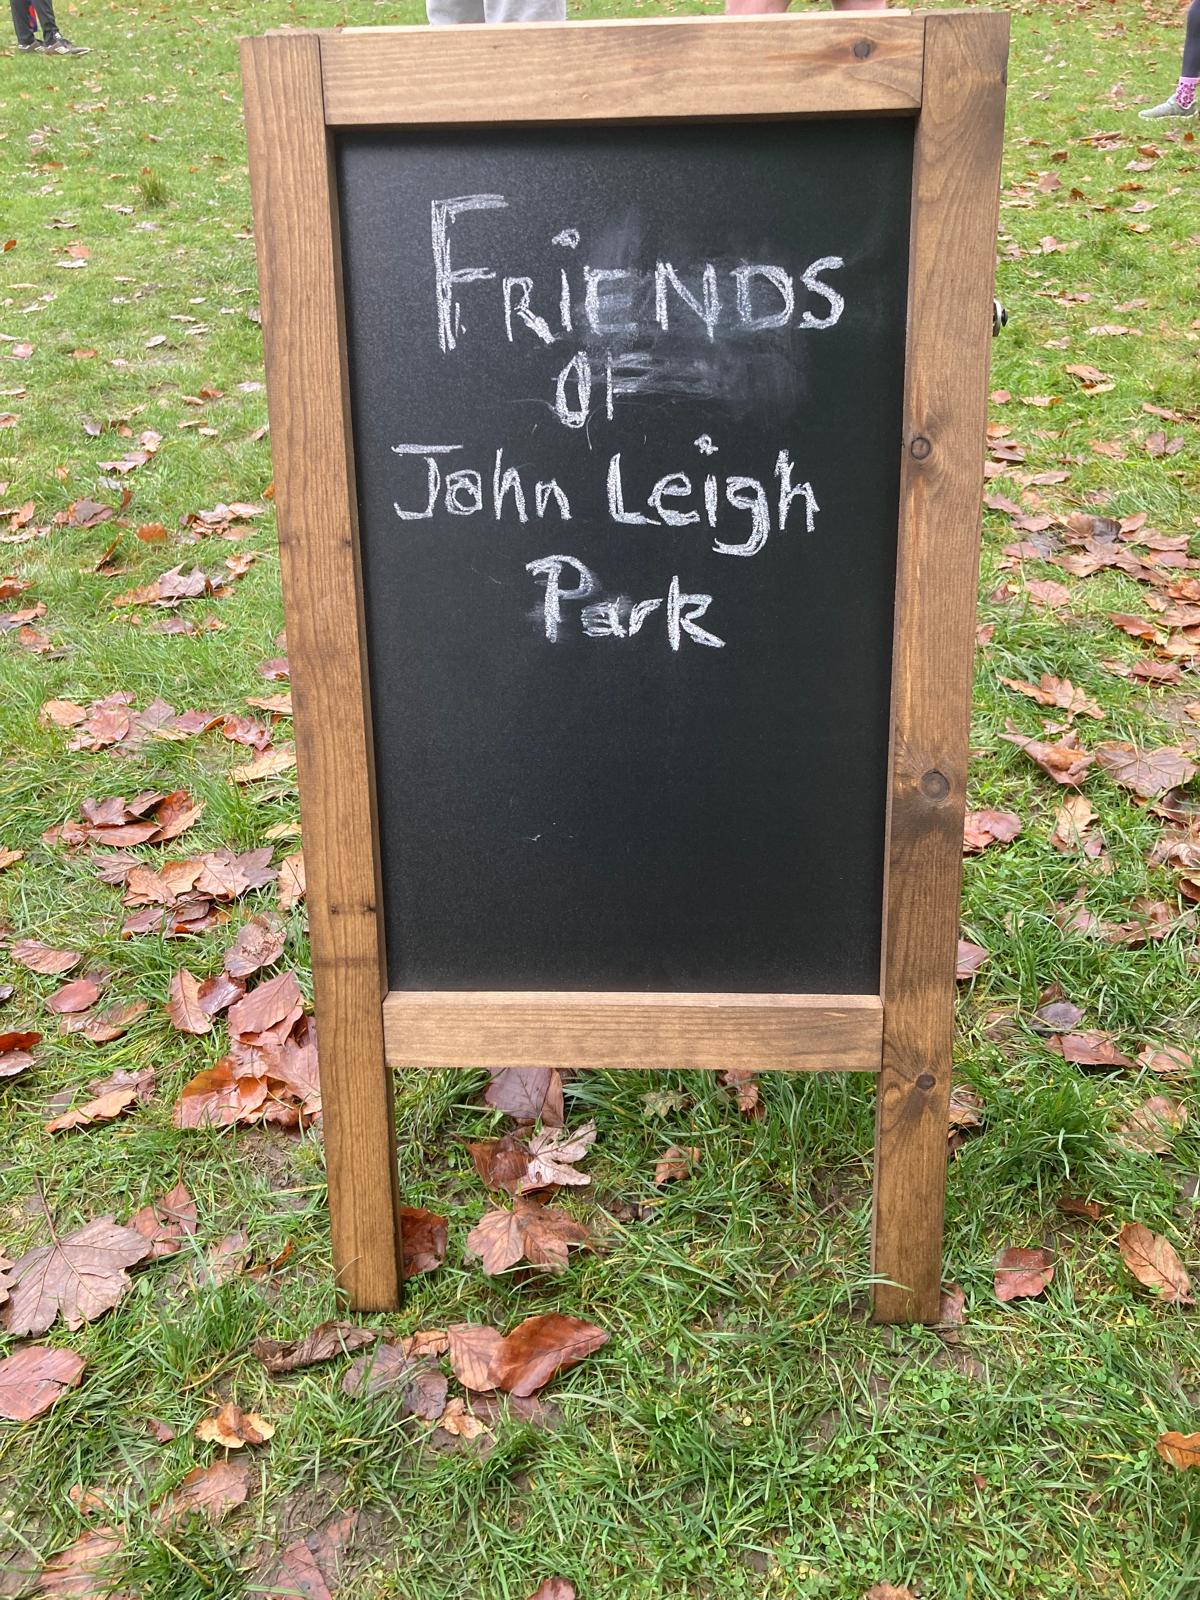 FRiENDS
OF
John Leigh
Park